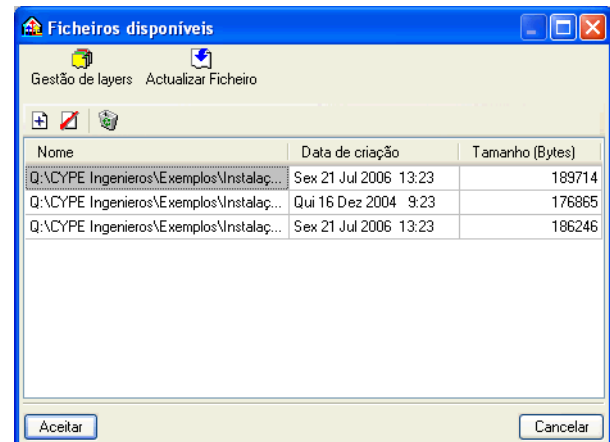 Ficheiros disponíveis
Gestão de layers Actualizar Ficheiro
Nome Data de criação Tamanho (Bytes)
Q:\CYPE Ingenieros\Exemplos\Instalaç... Sex 21 Jul 2006 13:23 189714
Q:\CYPE Ingenieros\Exemplos\Instalaç... Qui 16 Dez 2004 9:23 176865
Q:\CYPE Ingenieros\Exemplos\Instalaç... Sex 21 Jul 2006 13:23 186246
Aceitar Cancelar